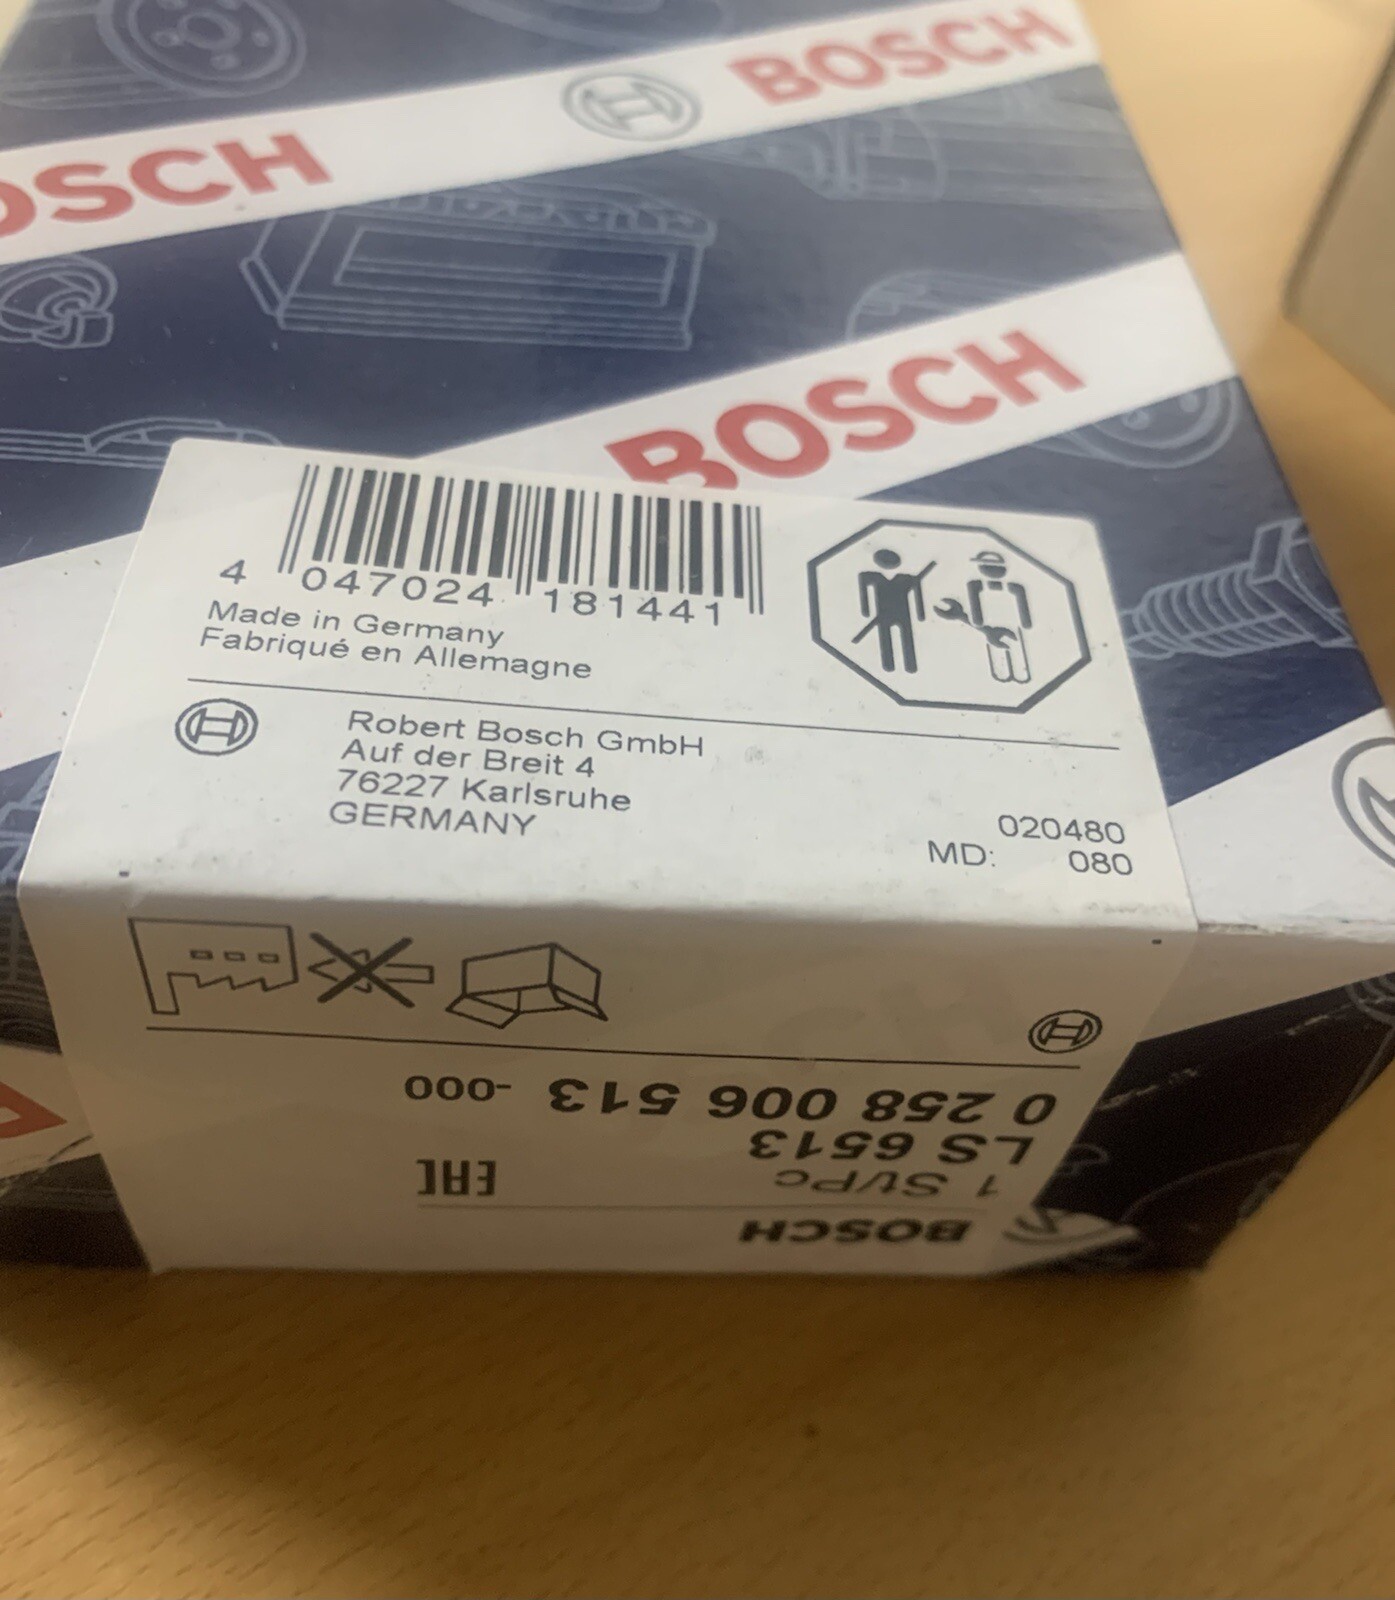 BOSCH
OSCH
BOSCH
4 047024 181441
Made in Germany
Fabriqué en Allemagne
Robert Bosch GmbH
Auf der Breit 4
76227 Karlsruhe
GERMANY
020480
MD: 080
BOSCH
1 St/Pc
EAC
LS 6513
0 258 006 513 -000